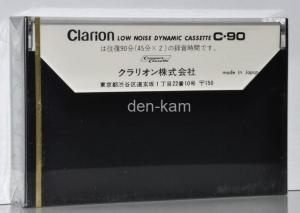 Clarion LOW NOISE DYNAMIC CASSETTE C-90
は往復90分(45分×2)の録音時間です。
Compact Cassette
クラリオン株式会社 made in Japan
東京都渋谷区道玄坂1丁目22番10号 〒150
den-kam